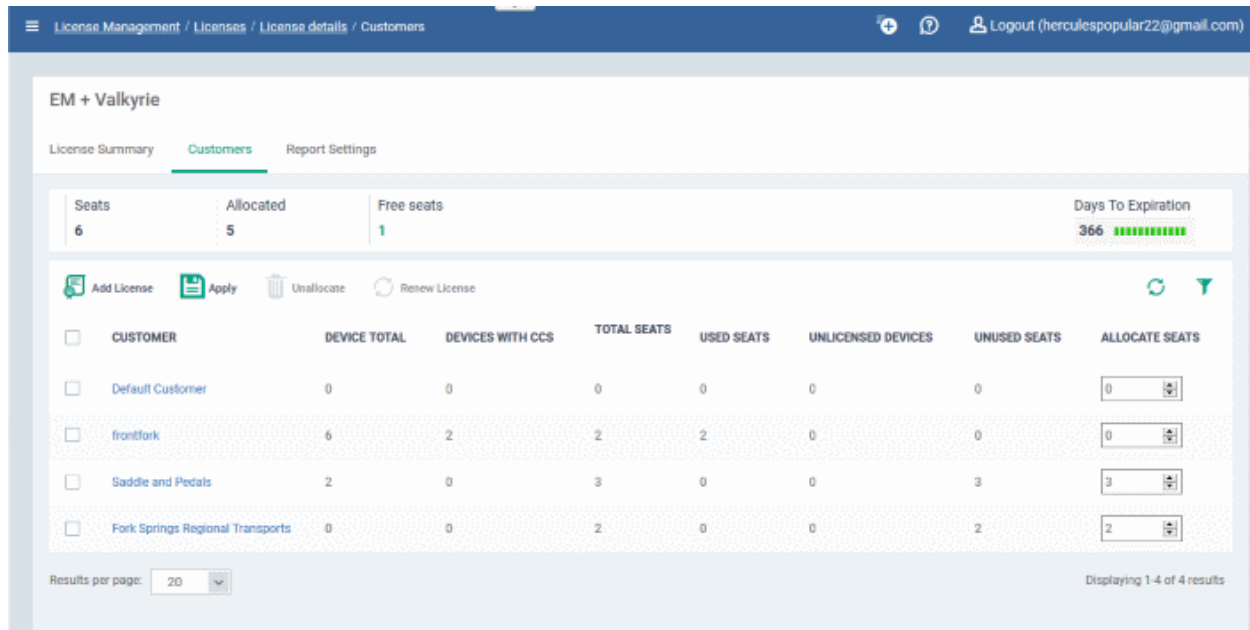 License Management / Licenses / License details / Customers
Logout (herculespopular22@gmail.com)
EM + Valkyrie
License Summary Customers Report Settings
Seats Allocated Free seats Days To Expiration
6 5 1 366
Add License Apply Unallocate Renew License
CUSTOMER DEVICE TOTAL DEVICES WITH CCS TOTAL SEATS USED SEATS UNLICENSED DEVICES UNUSED SEATS ALLOCATE SEATS
Default Customer 0 0 0 0 0 0 0
frontfork 6 2 2 2 0 0 0
Saddle and Pedals 2 0 3 0 0 3 3
Fork Springs Regional Transports 0 0 2 0 0 2 2
Results per page: 20 Displaying 1-4 of 4 results